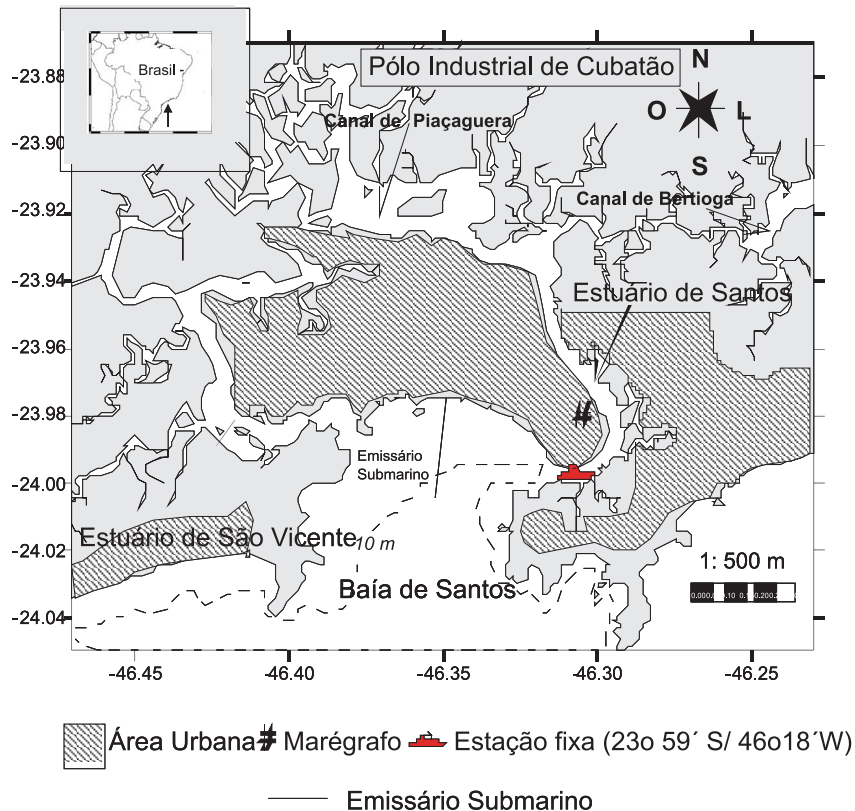 Brasil
Pólo Industrial de Cubatão
N
O L
S
Canal de Piaçaguera
Canal de Bertioga
Estuário de Santos
Emissário
Submarino
Estuário de São Vicente
10 m
Baía de Santos
1: 500 m
-23.88
-23.90
-23.92
-23.94
-23.96
-23.98
-24.00
-24.02
-24.04
-46.45 -46.40 -46.35 -46.30 -46.25
Área Urbana Marégrafo Estação fixa (23o 59´ S/ 46o18´W)
Emissário Submarino